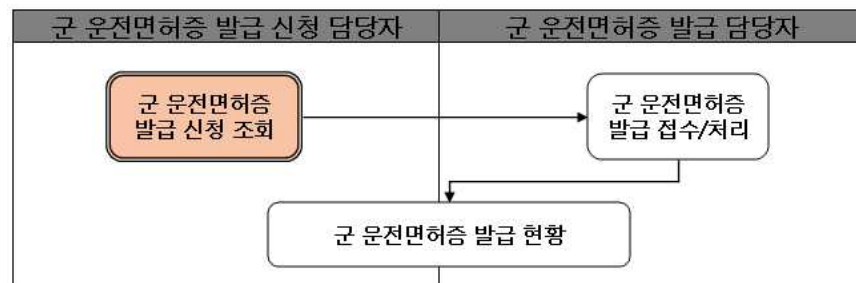 군 운전면허증 발급 신청 담당자
군 운전면허증 발급 담당자
군 운전면허증
발급 신청 조회
군 운전면허증
발급 접수/처리
군 운전면허증 발급 현황